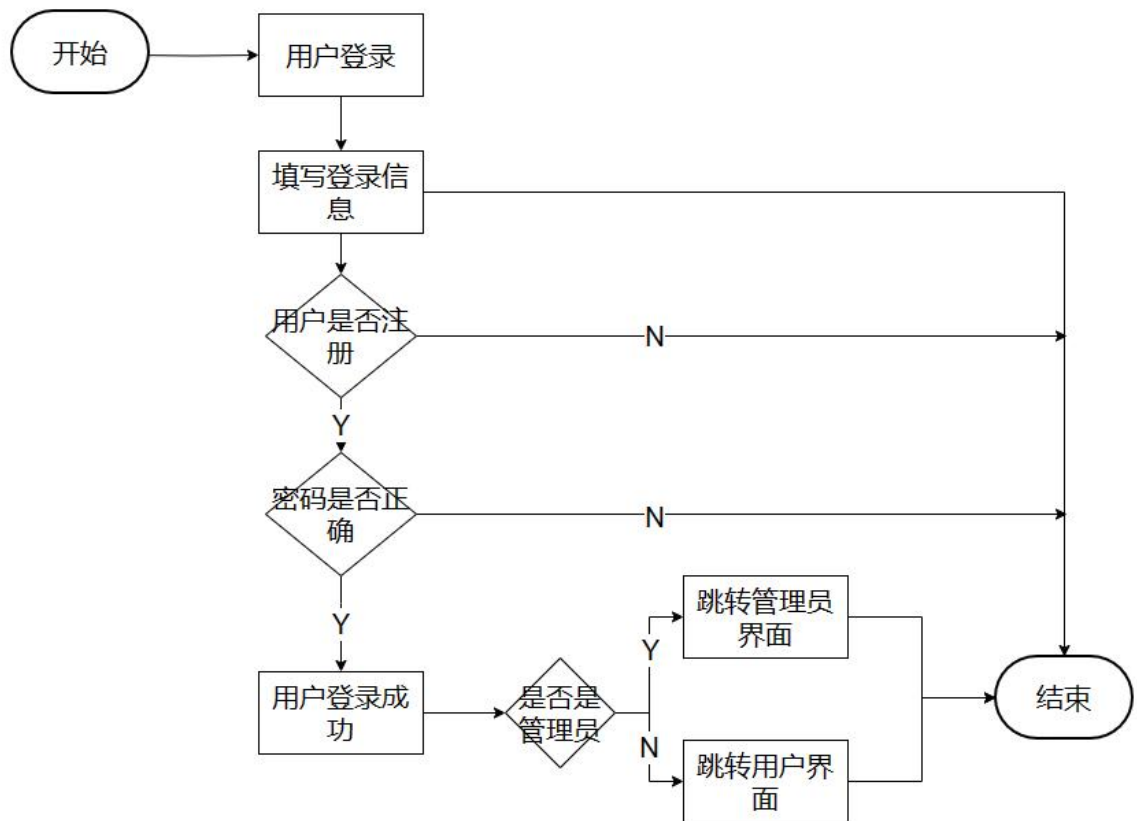 开始
用户登录
填写登录信
息
用户是否注
册
N
Y
密码是否正
确
N
Y
跳转管理员
界面
Y
用户登录成
功
是否是
管理员
结束
N
跳转用户界
面